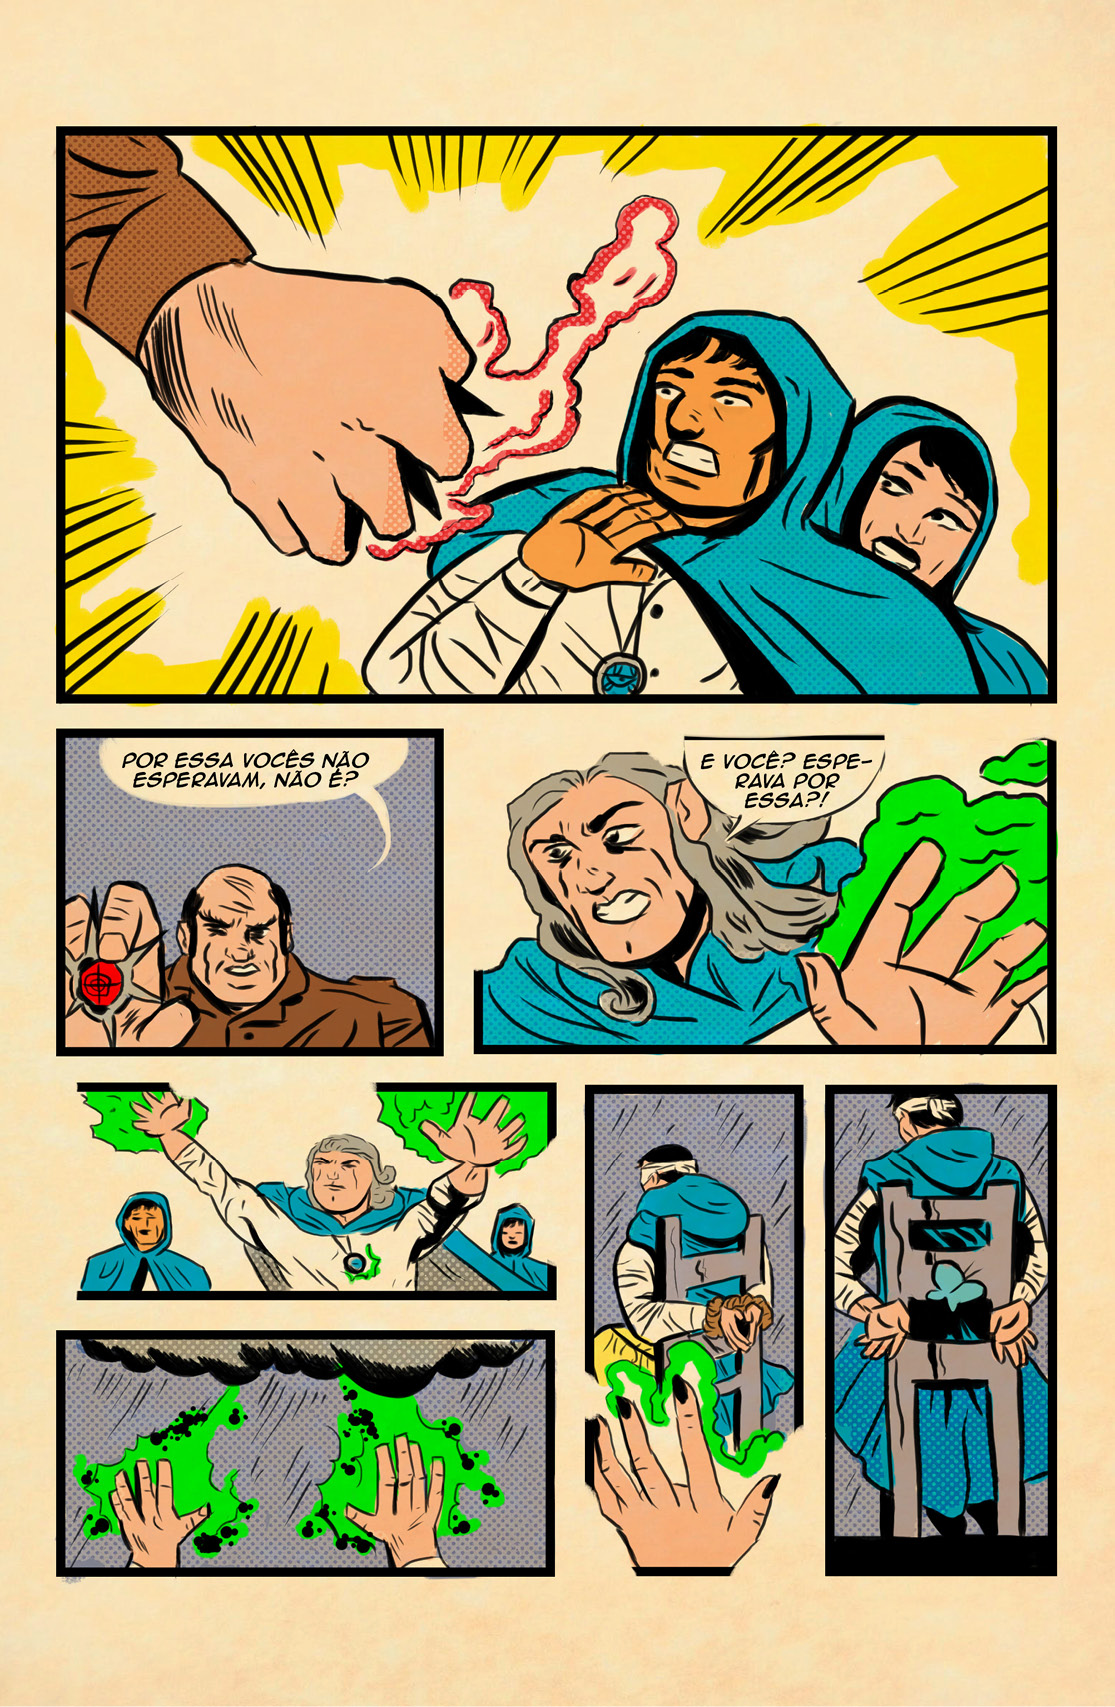 POR ESSA VOCÊS NÃO
ESPERAVAM, NÃO É?
E VOCÊ? ESPE-
RAVA POR
ESSA?!